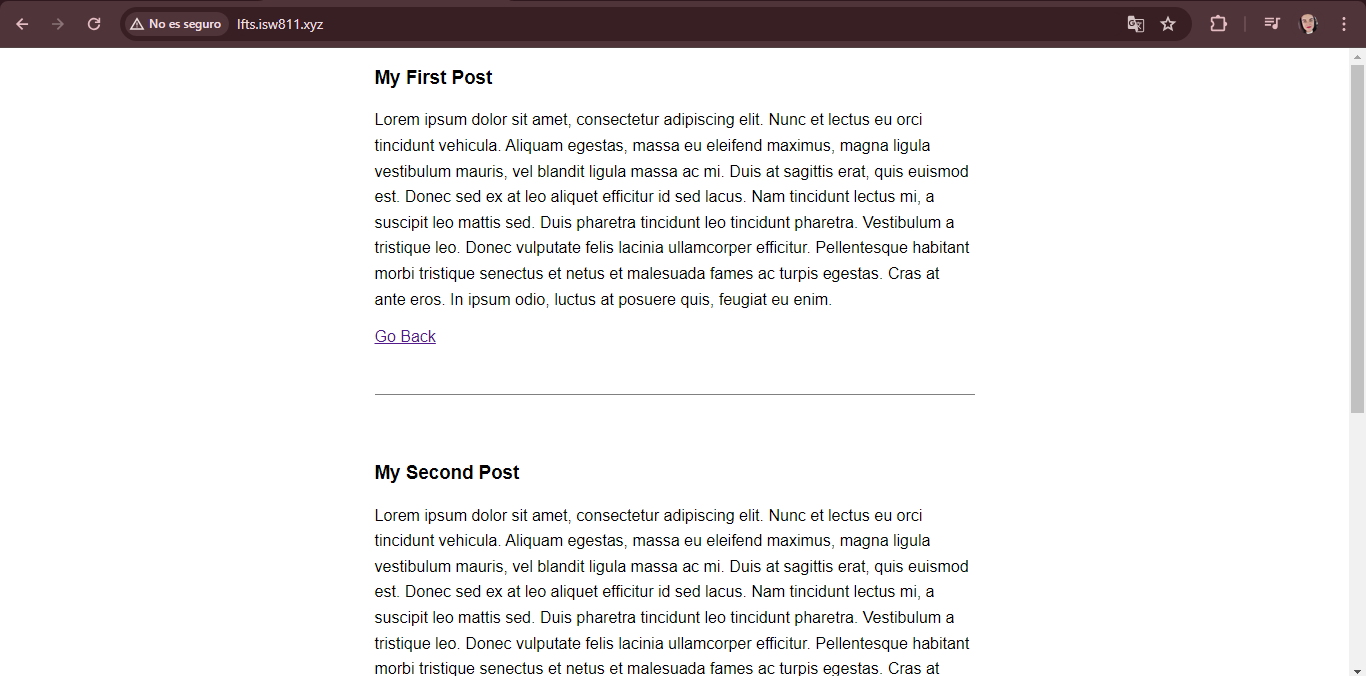 No es seguro
lfts.isw811.xyz
My First Post
Lorem ipsum dolor sit amet, consectetur adipiscing elit. Nunc et lectus eu orci
tincidunt vehicula. Aliquam egestas, massa eu eleifend maximus, magna ligula
vestibulum mauris, vel blandit ligula massa ac mi. Duis at sagittis erat, quis euismod
est. Donec sed ex at leo aliquet efficitur id sed lacus. Nam tincidunt lectus mi, a
suscipit leo mattis sed. Duis pharetra tincidunt leo tincidunt pharetra. Vestibulum a
tristique leo. Donec vulputate felis lacinia ullamcorper efficitur. Pellentesque habitant
morbi tristique senectus et netus et malesuada fames ac turpis egestas. Cras at
ante eros. In ipsum odio, luctus at posuere quis, feugiat eu enim.
Go Back
My Second Post
Lorem ipsum dolor sit amet, consectetur adipiscing elit. Nunc et lectus eu orci
tincidunt vehicula. Aliquam egestas, massa eu eleifend maximus, magna ligula
vestibulum mauris, vel blandit ligula massa ac mi. Duis at sagittis erat, quis euismod
est. Donec sed ex at leo aliquet efficitur id sed lacus. Nam tincidunt lectus mi, a
suscipit leo mattis sed. Duis pharetra tincidunt leo tincidunt pharetra. Vestibulum a
tristique leo. Donec vulputate felis lacinia ullamcorper efficitur. Pellentesque habitant
morbi tristique senectus et netus et malesuada fames ac turpis egestas. Cras at